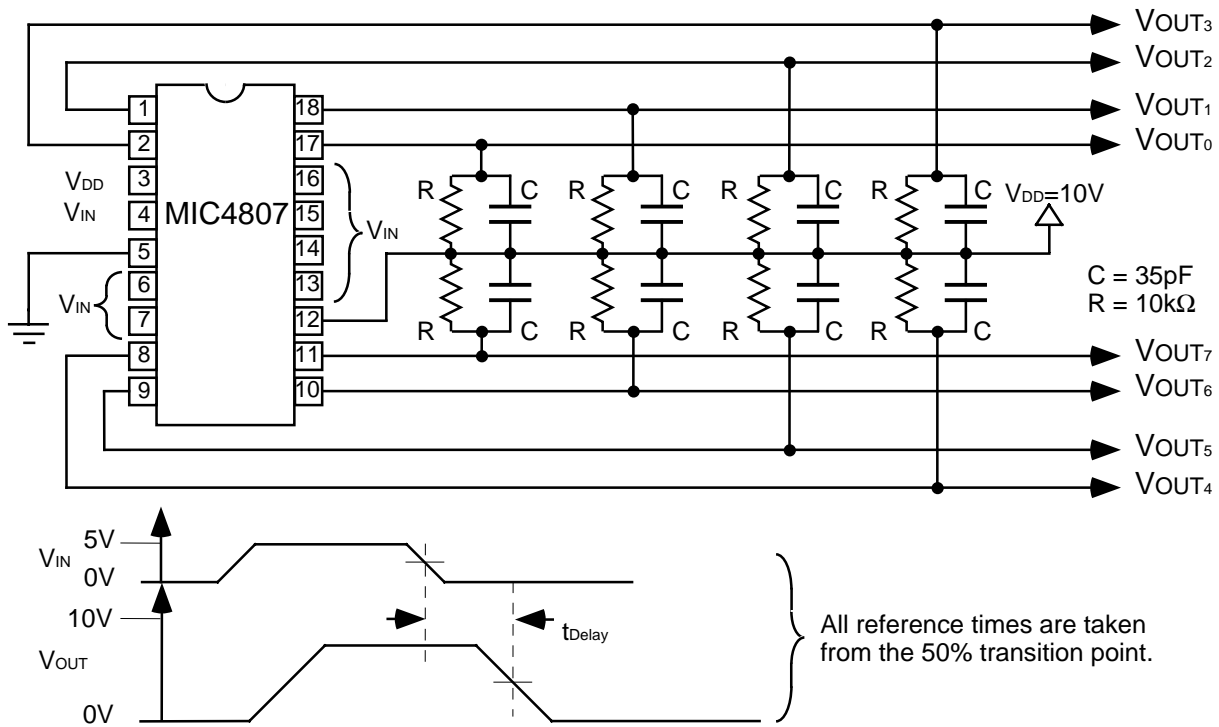 VOUT3
VOUT2
VOUT1
VOUT0
MIC4807
1
2
3
4
5
6
7
8
9
18
17
16
15
14
13
12
11
10
VDD
VIN
VIN
VIN
R C R C R C R C
R C R C R C R C
VDD=10V
C = 35pF
R = 10kΩ
VOUT7
VOUT6
VOUT5
VOUT4
VIN
5V
0V
10V
VOUT
0V
tDelay
All reference times are taken
from the 50% transition point.